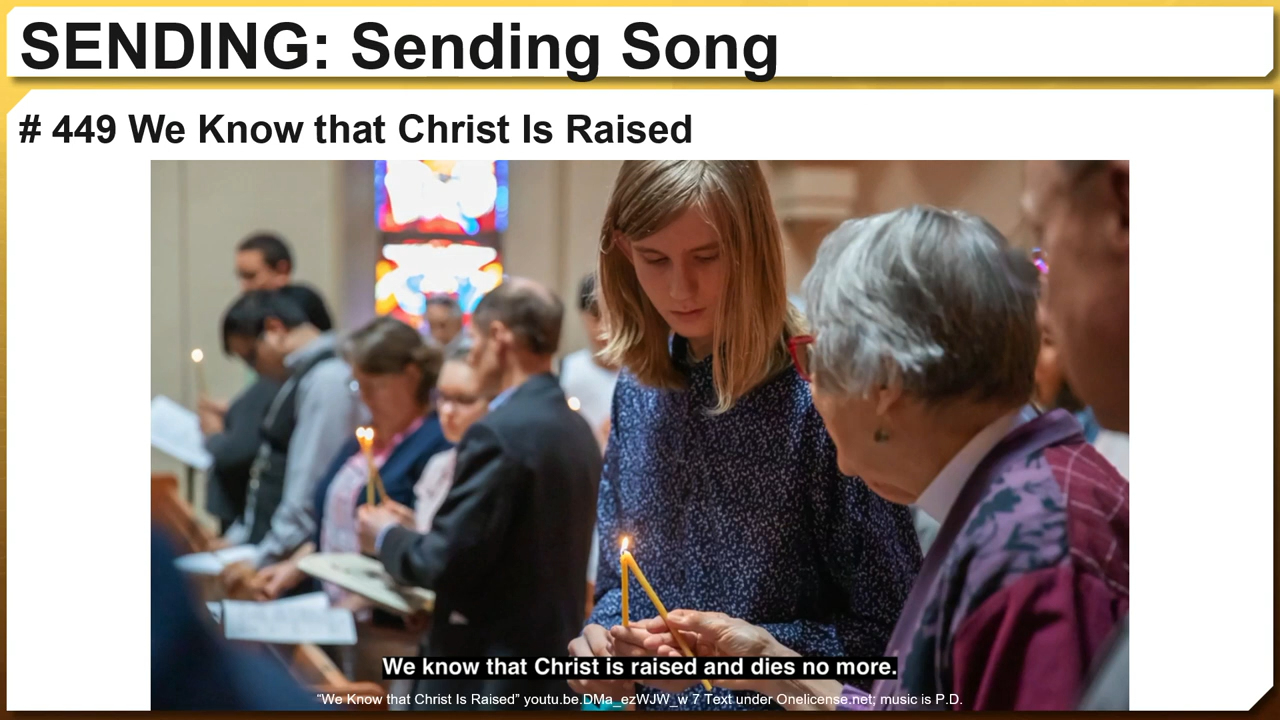 SENDING: Sending Song
# 449 We Know that Christ Is Raised
We know that Christ is raised and dies no more.
“We Know that Christ Is Raised” youtu.be.DMa_ezWJW_w 7 Text under Onelicense.net; music is P.D.